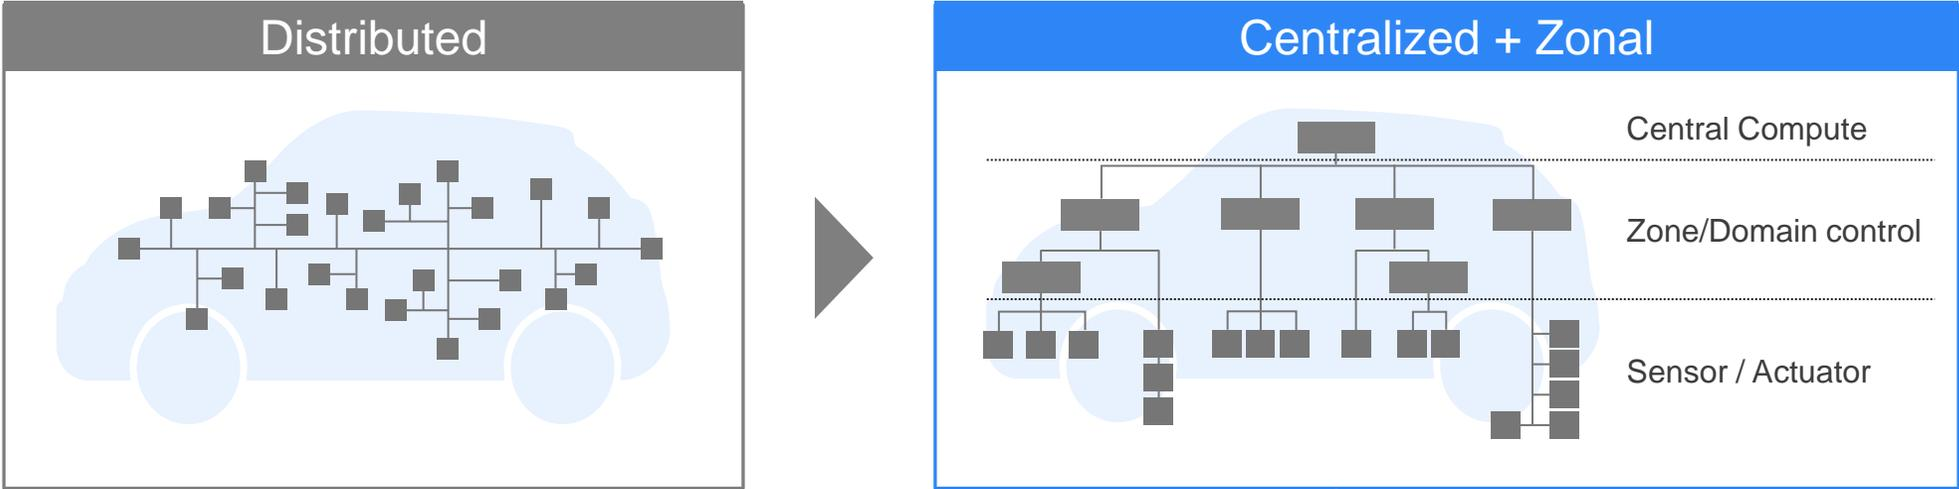 Distributed
Centralized + Zonal
Central Compute
Zone/Domain control
Sensor / Actuator